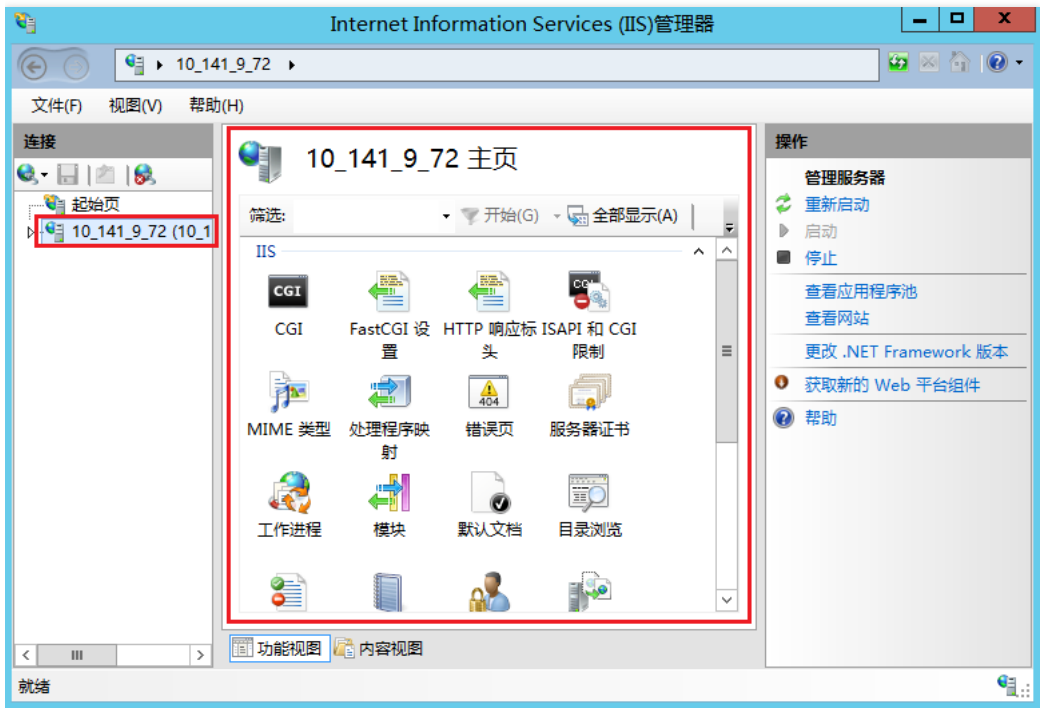 Internet Information Services (IIS)管理器
10_141_9_72
文件(F) 视图(V) 帮助(H)
连接
起始页
10_141_9_72 (10_1
10_141_9_72 主页
筛选: 开始(G) 全部显示(A)
IIS
CGI
CGI
FastCGI 设
置
HTTP 响应标
头
CGI
ISAPI 和 CGI
限制
MIME 类型
处理程序映
射
404
错误页
服务器证书
工作进程
模块
默认文档
目录浏览
功能视图 内容视图
操作
管理服务器
重新启动
启动
停止
查看应用程序池
查看网站
更改 .NET Framework 版本
获取新的 Web 平台组件
帮助
就绪